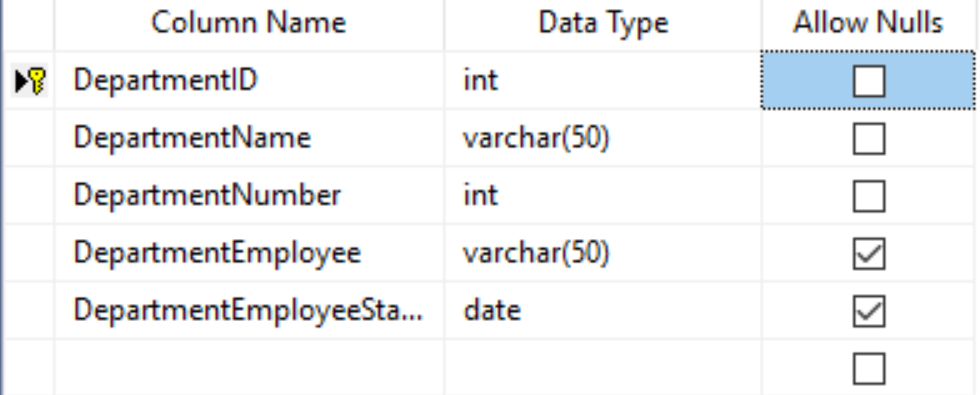 Column Name Data Type Allow Nulls
DepartmentID int
DepartmentName varchar(50)
DepartmentNumber int
DepartmentEmployee varchar(50)
DepartmentEmployeeSta... date